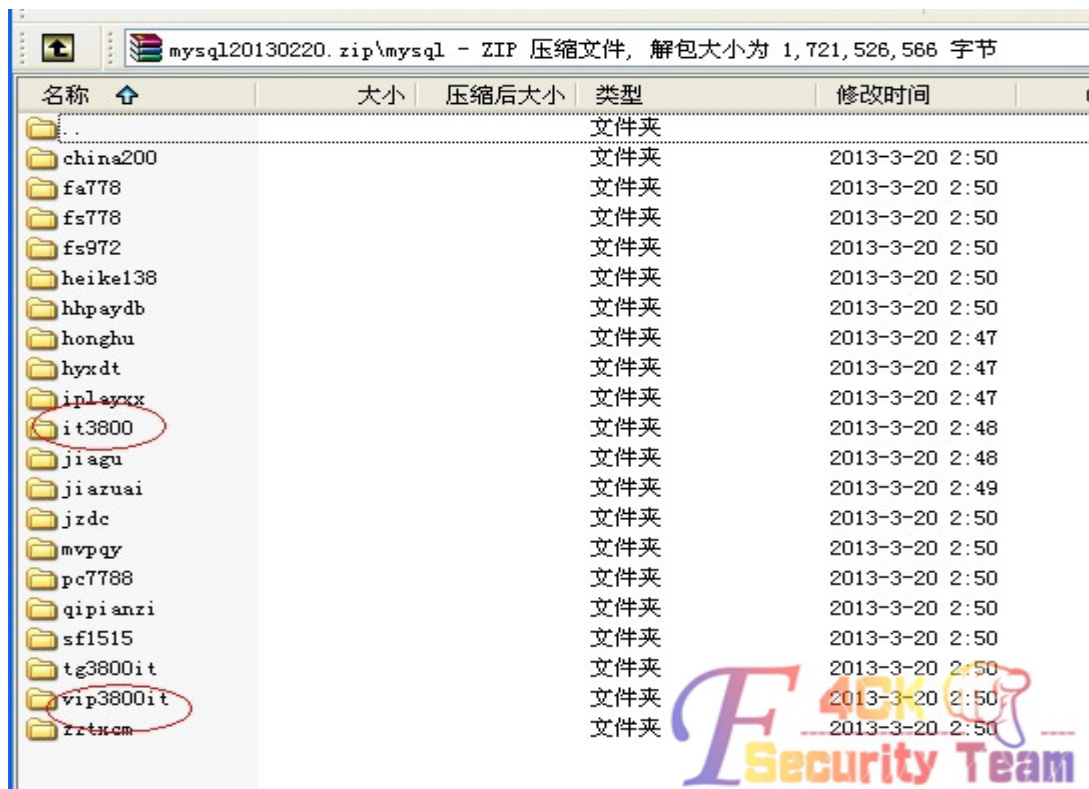 mysql20130220.zip\mysql - ZIP 压缩文件, 解包大小为 1,721,526,566 字节
名称 大小 压缩后大小 类型 修改时间
.. 文件夹
china200 文件夹 2013-3-20 2:50
fa778 文件夹 2013-3-20 2:50
fs778 文件夹 2013-3-20 2:50
fs972 文件夹 2013-3-20 2:50
heike138 文件夹 2013-3-20 2:50
hhpaydb 文件夹 2013-3-20 2:50
honghu 文件夹 2013-3-20 2:47
hyxdt 文件夹 2013-3-20 2:47
iplayxx 文件夹 2013-3-20 2:47
it3800 文件夹 2013-3-20 2:48
jiagu 文件夹 2013-3-20 2:48
jiazuai 文件夹 2013-3-20 2:49
jzdc 文件夹 2013-3-20 2:50
mvpqy 文件夹 2013-3-20 2:50
pc7788 文件夹 2013-3-20 2:50
qipianzi 文件夹 2013-3-20 2:50
sf1515 文件夹 2013-3-20 2:50
tg3800it 文件夹 2013-3-20 2:50
vip3800it 文件夹 2013-3-20 2:50
文件夹 2013-3-20 2:50
F4CK
Security Team